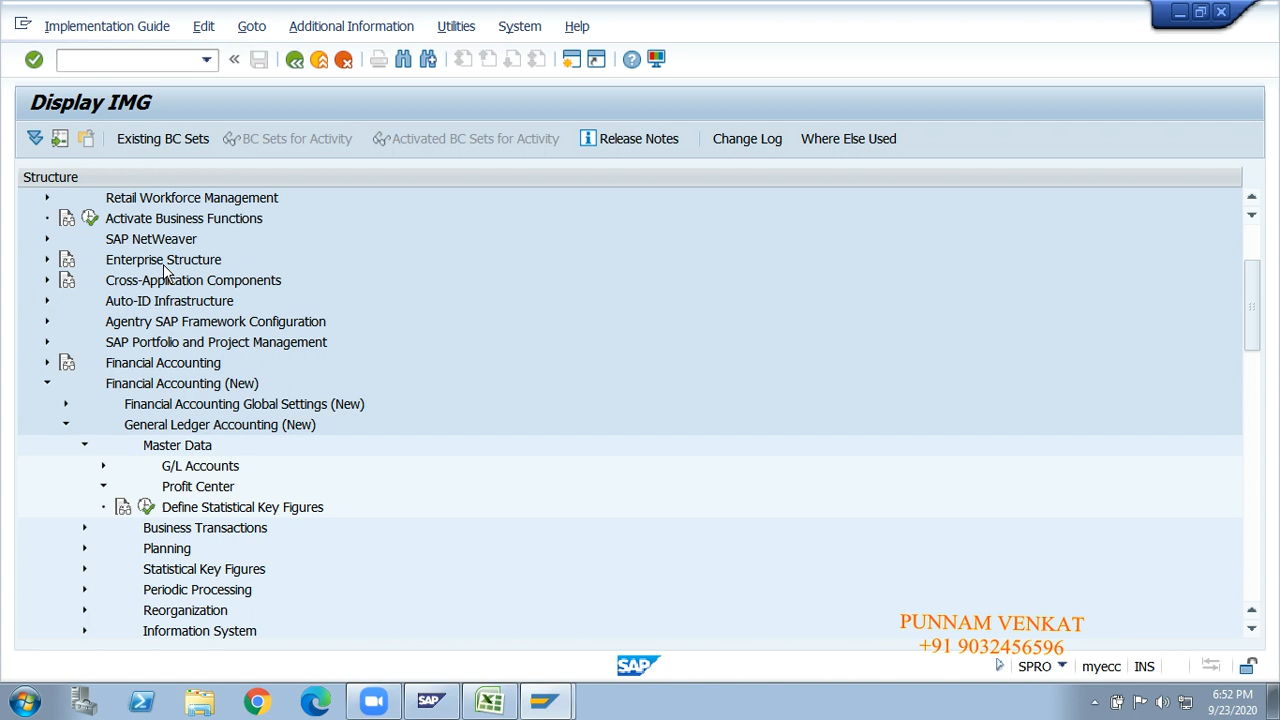 Implementation Guide Edit Goto Additional Information Utilities System Help
Display IMG
Existing BC Sets BC Sets for Activity Activated BC Sets for Activity Release Notes Change Log Where Else Used
Structure
Retail Workforce Management
Activate Business Functions
SAP NetWeaver
Enterprise Structure
Cross-Application Components
Auto-ID Infrastructure
Agentry SAP Framework Configuration
SAP Portfolio and Project Management
Financial Accounting
Financial Accounting (New)
Financial Accounting Global Settings (New)
General Ledger Accounting (New)
Master Data
G/L Accounts
Profit Center
Define Statistical Key Figures
Business Transactions
Planning
Statistical Key Figures
Periodic Processing
Reorganization
Information System
PUNNAM VENKAT
+91 9032456596
SAP SPRO myecc INS
SAP 6:52 PM
9/23/2020